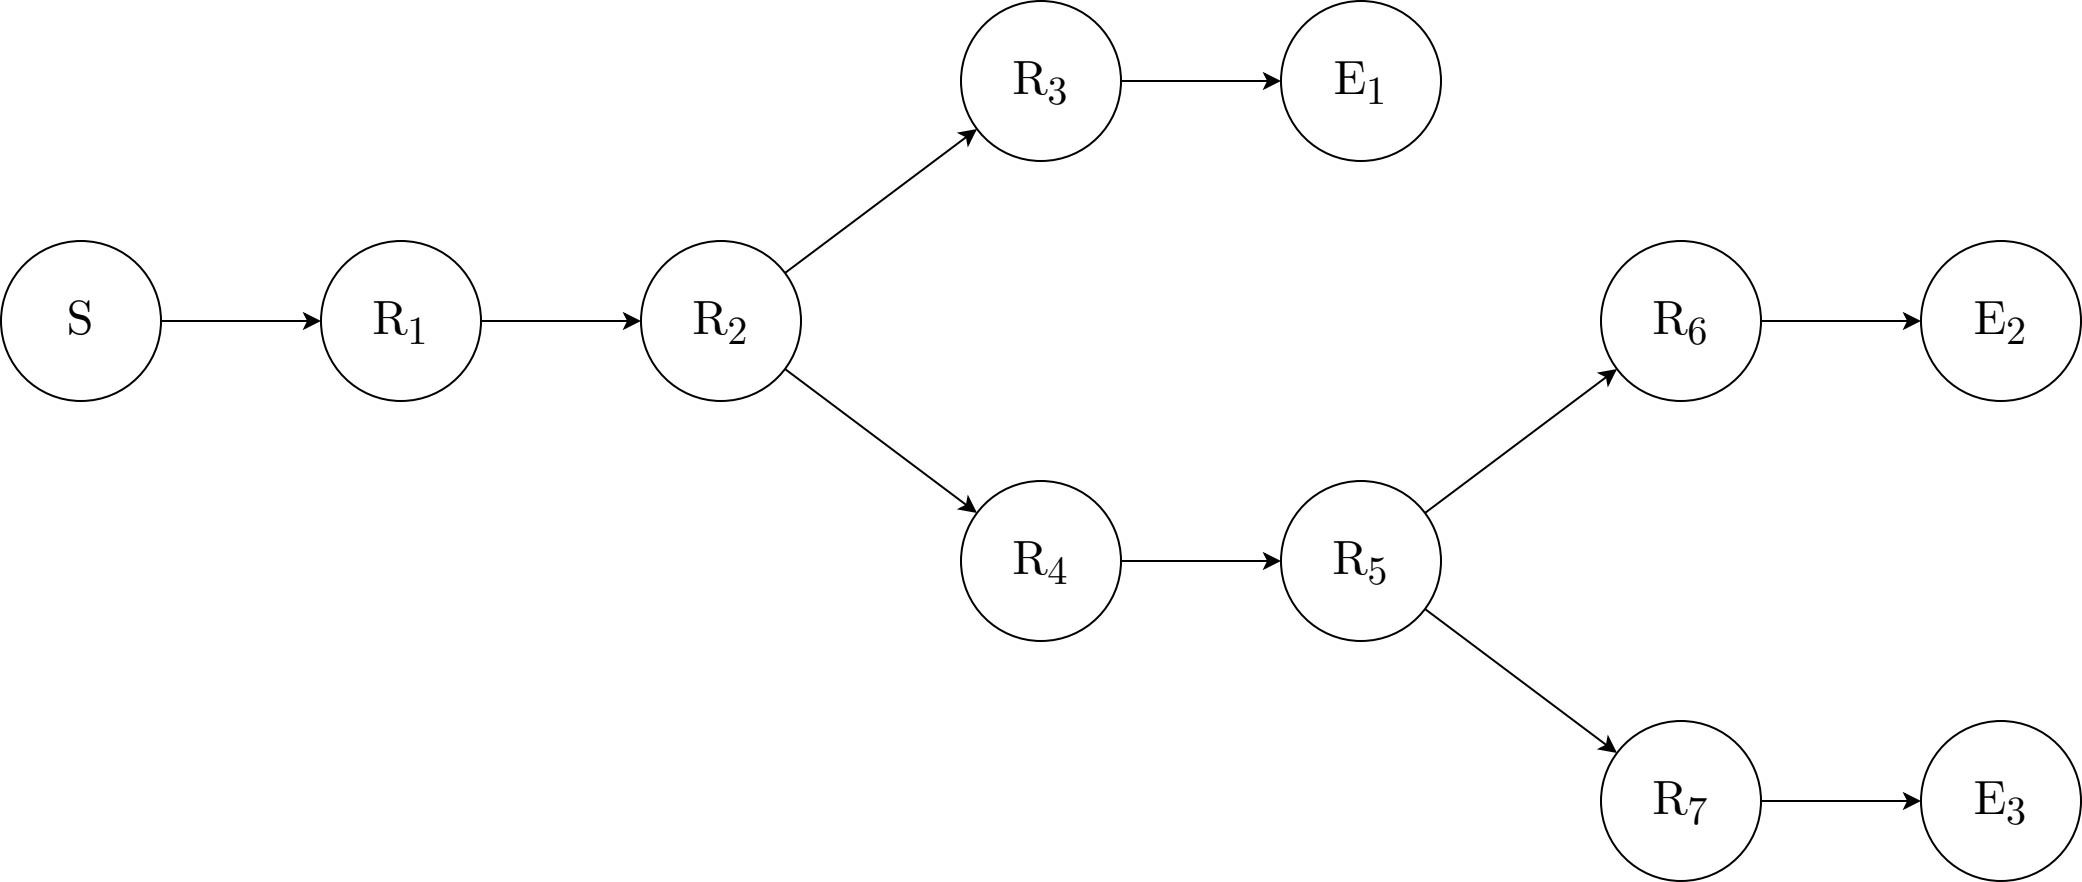 R₃ E₁
S R₁ R₂ R₆ E₂
R₄ R₅
R₇ E₃